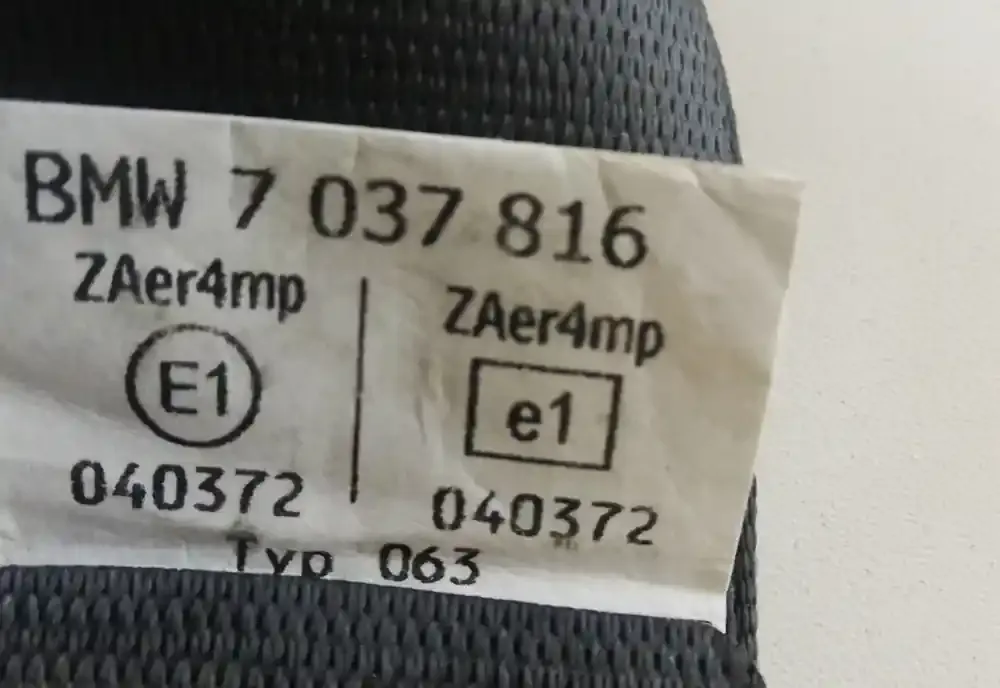 BMW 7 037 816
ZAer4mp | ZAer4mp
E1 e1
040372 040372
Typ 063